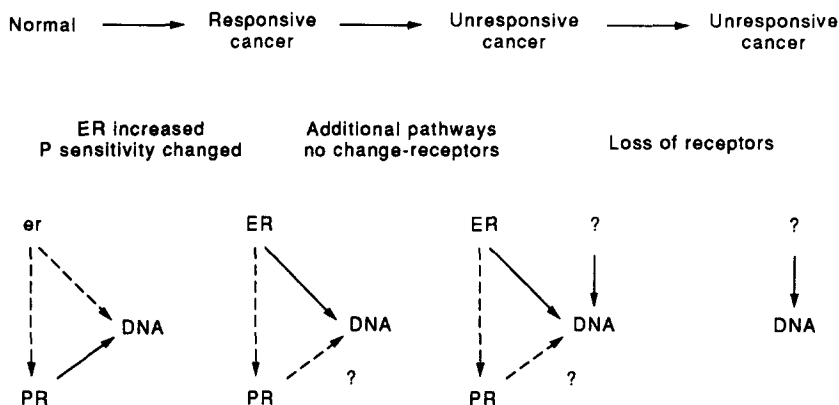 Normal
Responsive
cancer
Unresponsive
cancer
Unresponsive
cancer
ER increased
P sensitivity changed
Additional pathways
no change-receptors
Loss of receptors
er
ER
ER
?
?
DNA
DNA
DNA
DNA
PR
PR
?
PR
?